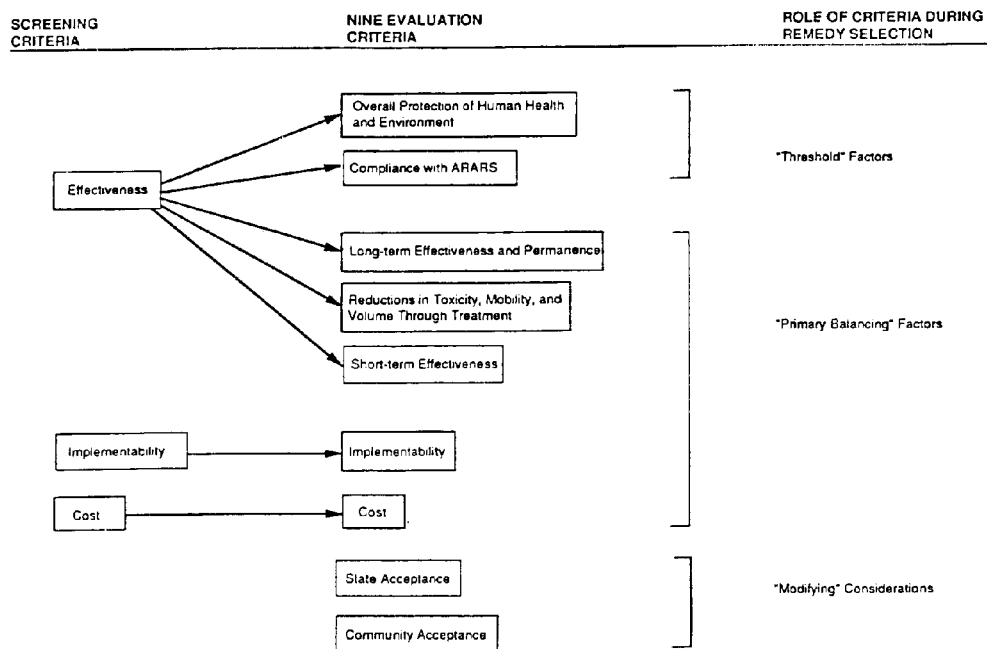 SCREENING
CRITERIA
NINE EVALUATION
CRITERIA
ROLE OF CRITERIA DURING
REMEDY SELECTION
Overall Protection of Human Health
and Environment
Compliance with ARARS
"Threshold" Factors
Effectiveness
Long-term Effectiveness and Permanence
Reductions in Toxicity, Mobility, and
Volume Through Treatment
"Primary Balancing" Factors
Short-term Effectiveness
Implementability
Implementability
Cost
Cost
State Acceptance
"Modifying" Considerations
Community Acceptance